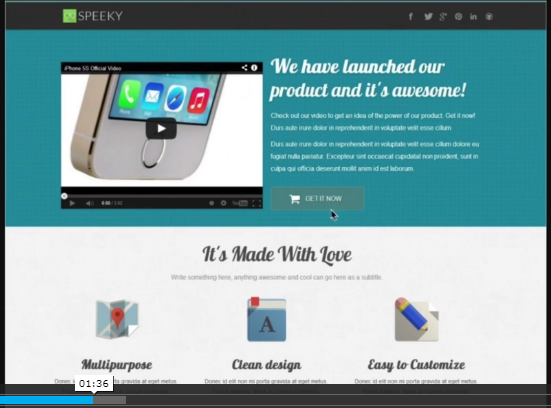 SPEEKY
iPhone 5S Official Video
We have launched our
product and it's awesome!
Check out our video to get an idea of the power of our product. Get it now!
Duis aute irure dolor in reprehenderit in voluptate velit esse cillum
Duis aute irure dolor in reprehenderit in voluptate velit esse cillum dolore eu
fugiat nulla pariatur. Excepteur sint occaecat cupidatat non proident, sunt in
culpa qui officia deserunt mollit anim id est laborum.
GET IT NOW
It's Made With Love
Write something here, anything awesome and cool can go here as a subtitle.
A
Multipurpose
Clean design
Easy to Customize
Donec id elit non mi porta gravida at eget metus
Donec id elit non mi porta gravida at eget metus
01:36